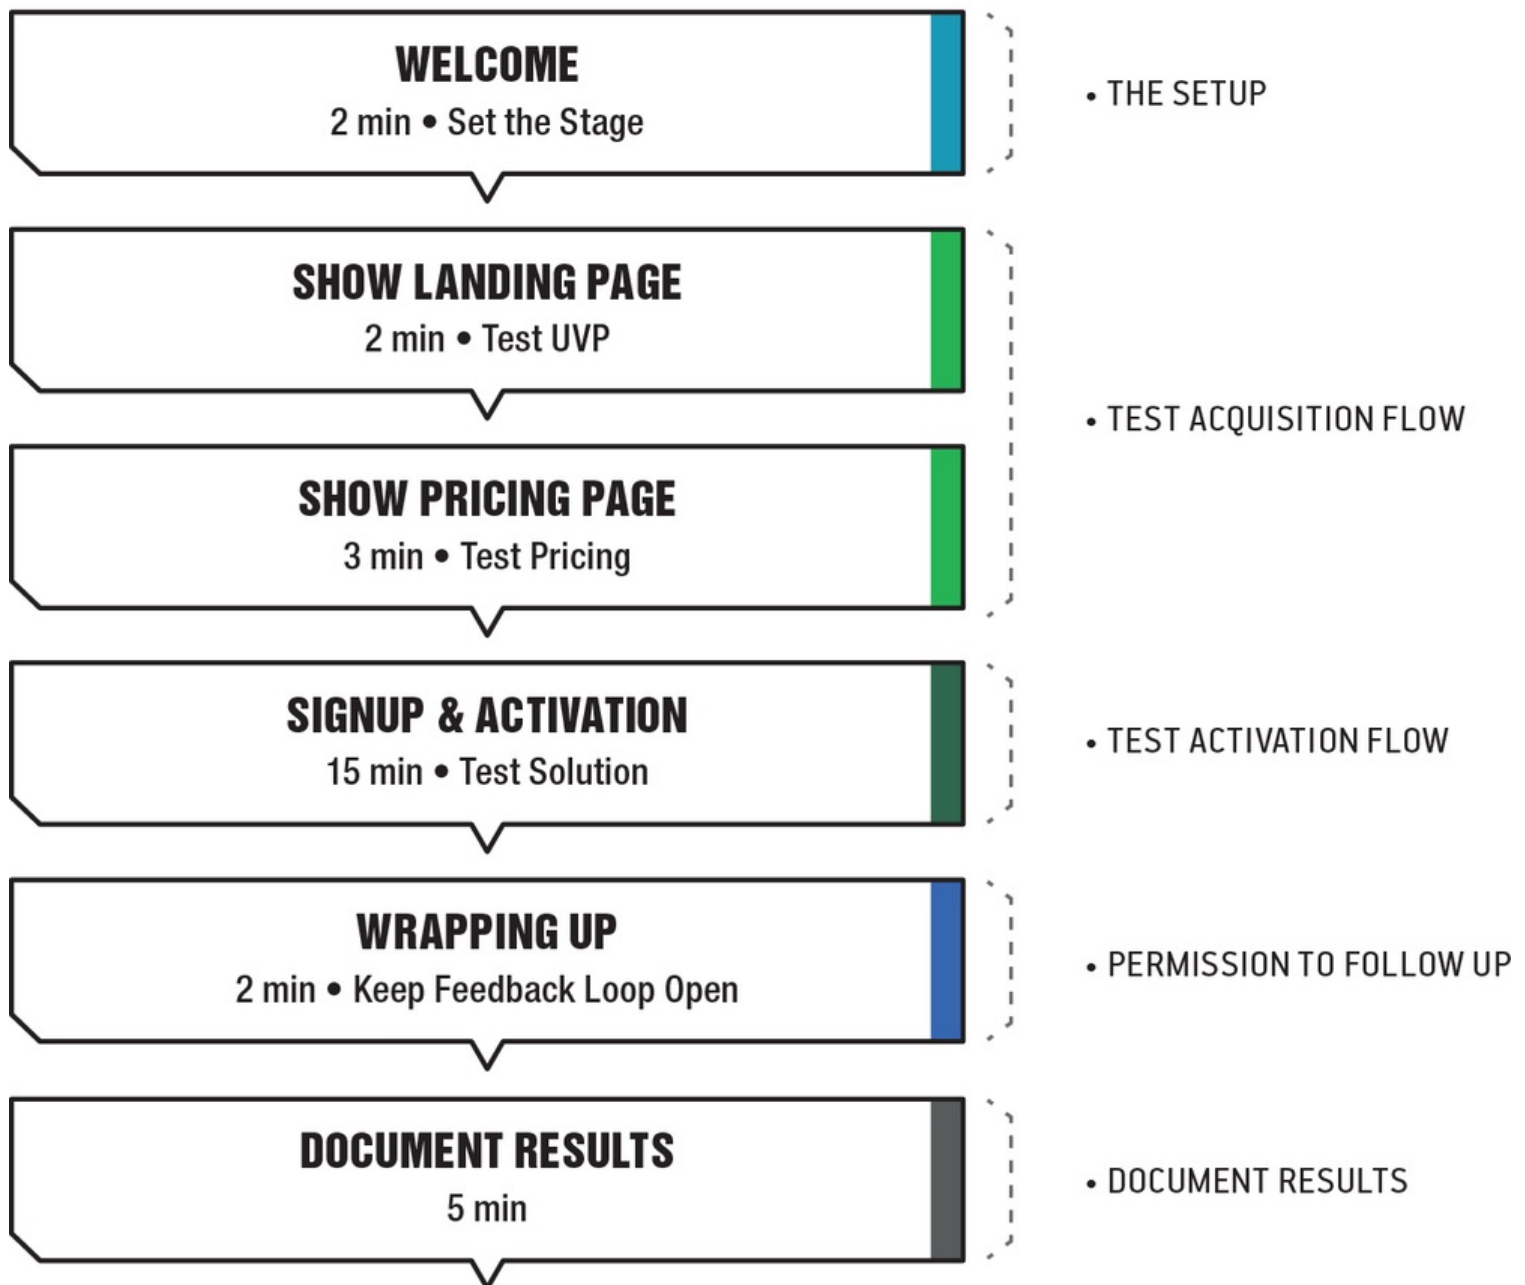 WELCOME
2 min • Set the Stage
• THE SETUP
SHOW LANDING PAGE
2 min • Test UVP
• TEST ACQUISITION FLOW
SHOW PRICING PAGE
3 min • Test Pricing
SIGNUP & ACTIVATION
15 min • Test Solution
• TEST ACTIVATION FLOW
WRAPPING UP
2 min • Keep Feedback Loop Open
• PERMISSION TO FOLLOW UP
DOCUMENT RESULTS
5 min
• DOCUMENT RESULTS